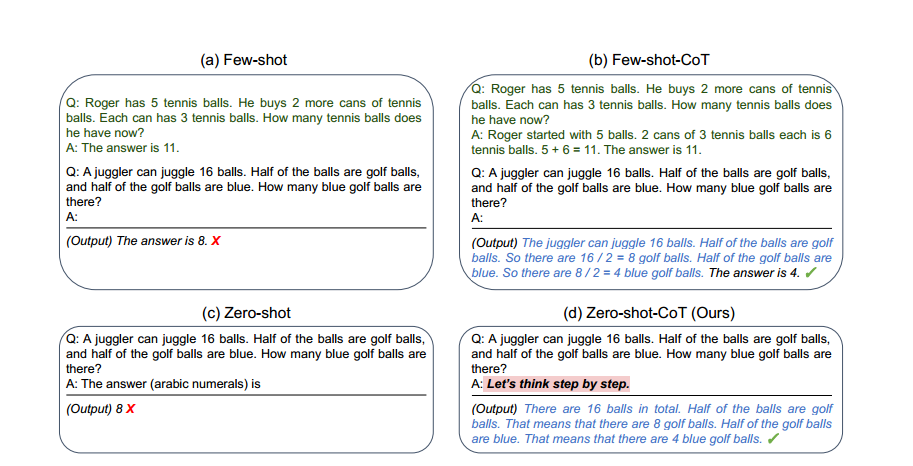 (a) Few-shot
Q: Roger has 5 tennis balls. He buys 2 more cans of tennis
balls. Each can has 3 tennis balls. How many tennis balls does
he have now?
A: The answer is 11.
Q: A juggler can juggle 16 balls. Half of the balls are golf balls,
and half of the golf balls are blue. How many blue golf balls are
there?
A:
(Output) The answer is 8. X
(b) Few-shot-CoT
Q: Roger has 5 tennis balls. He buys 2 more cans of tennis
balls. Each can has 3 tennis balls. How many tennis balls does
he have now?
A: Roger started with 5 balls. 2 cans of 3 tennis balls each is 6
tennis balls. 5 + 6 = 11. The answer is 11.
Q: A juggler can juggle 16 balls. Half of the balls are golf balls,
and half of the golf balls are blue. How many blue golf balls are
there?
A:
(Output) The juggler can juggle 16 balls. Half of the balls are golf
balls. So there are 16 / 2 = 8 golf balls. Half of the golf balls are
blue. So there are 8 / 2 = 4 blue golf balls. The answer is 4. ✓
(c) Zero-shot
Q: A juggler can juggle 16 balls. Half of the balls are golf balls,
and half of the golf balls are blue. How many blue golf balls are
there?
A: The answer (arabic numerals) is
(Output) 8 X
(d) Zero-shot-CoT (Ours)
Q: A juggler can juggle 16 balls. Half of the balls are golf balls,
and half of the golf balls are blue. How many blue golf balls are
there?
A: Let's think step by step.
(Output) There are 16 balls in total. Half of the balls are golf
balls. That means that there are 8 golf balls. Half of the golf balls
are blue. That means that there are 4 blue golf balls. ✓